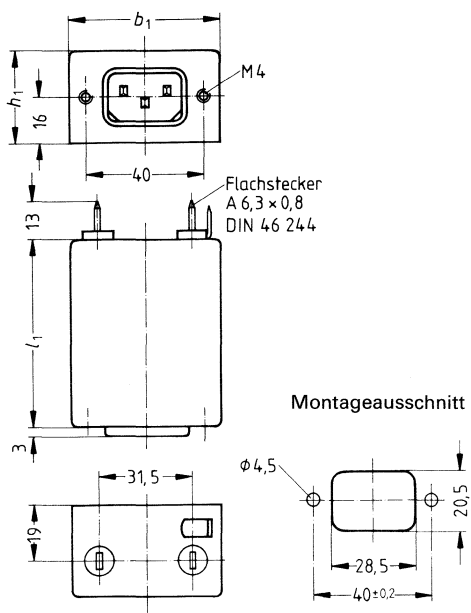 b₁
h₁
16
M4
40
13
Flachstecker
A 6,3 × 0,8
DIN 46 244
l₁
3
Montageausschnitt
31,5
19
Ø 4,5
20,5
28,5
40±0,2